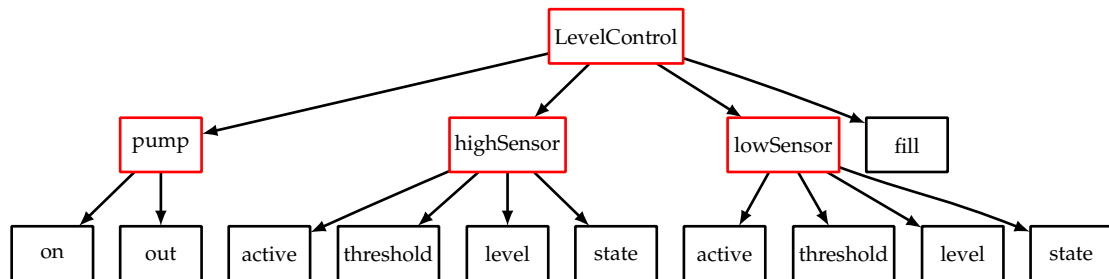 LevelControl
pump
highSensor
lowSensor
fill
on
out
active
threshold
level
state
active
threshold
level
state